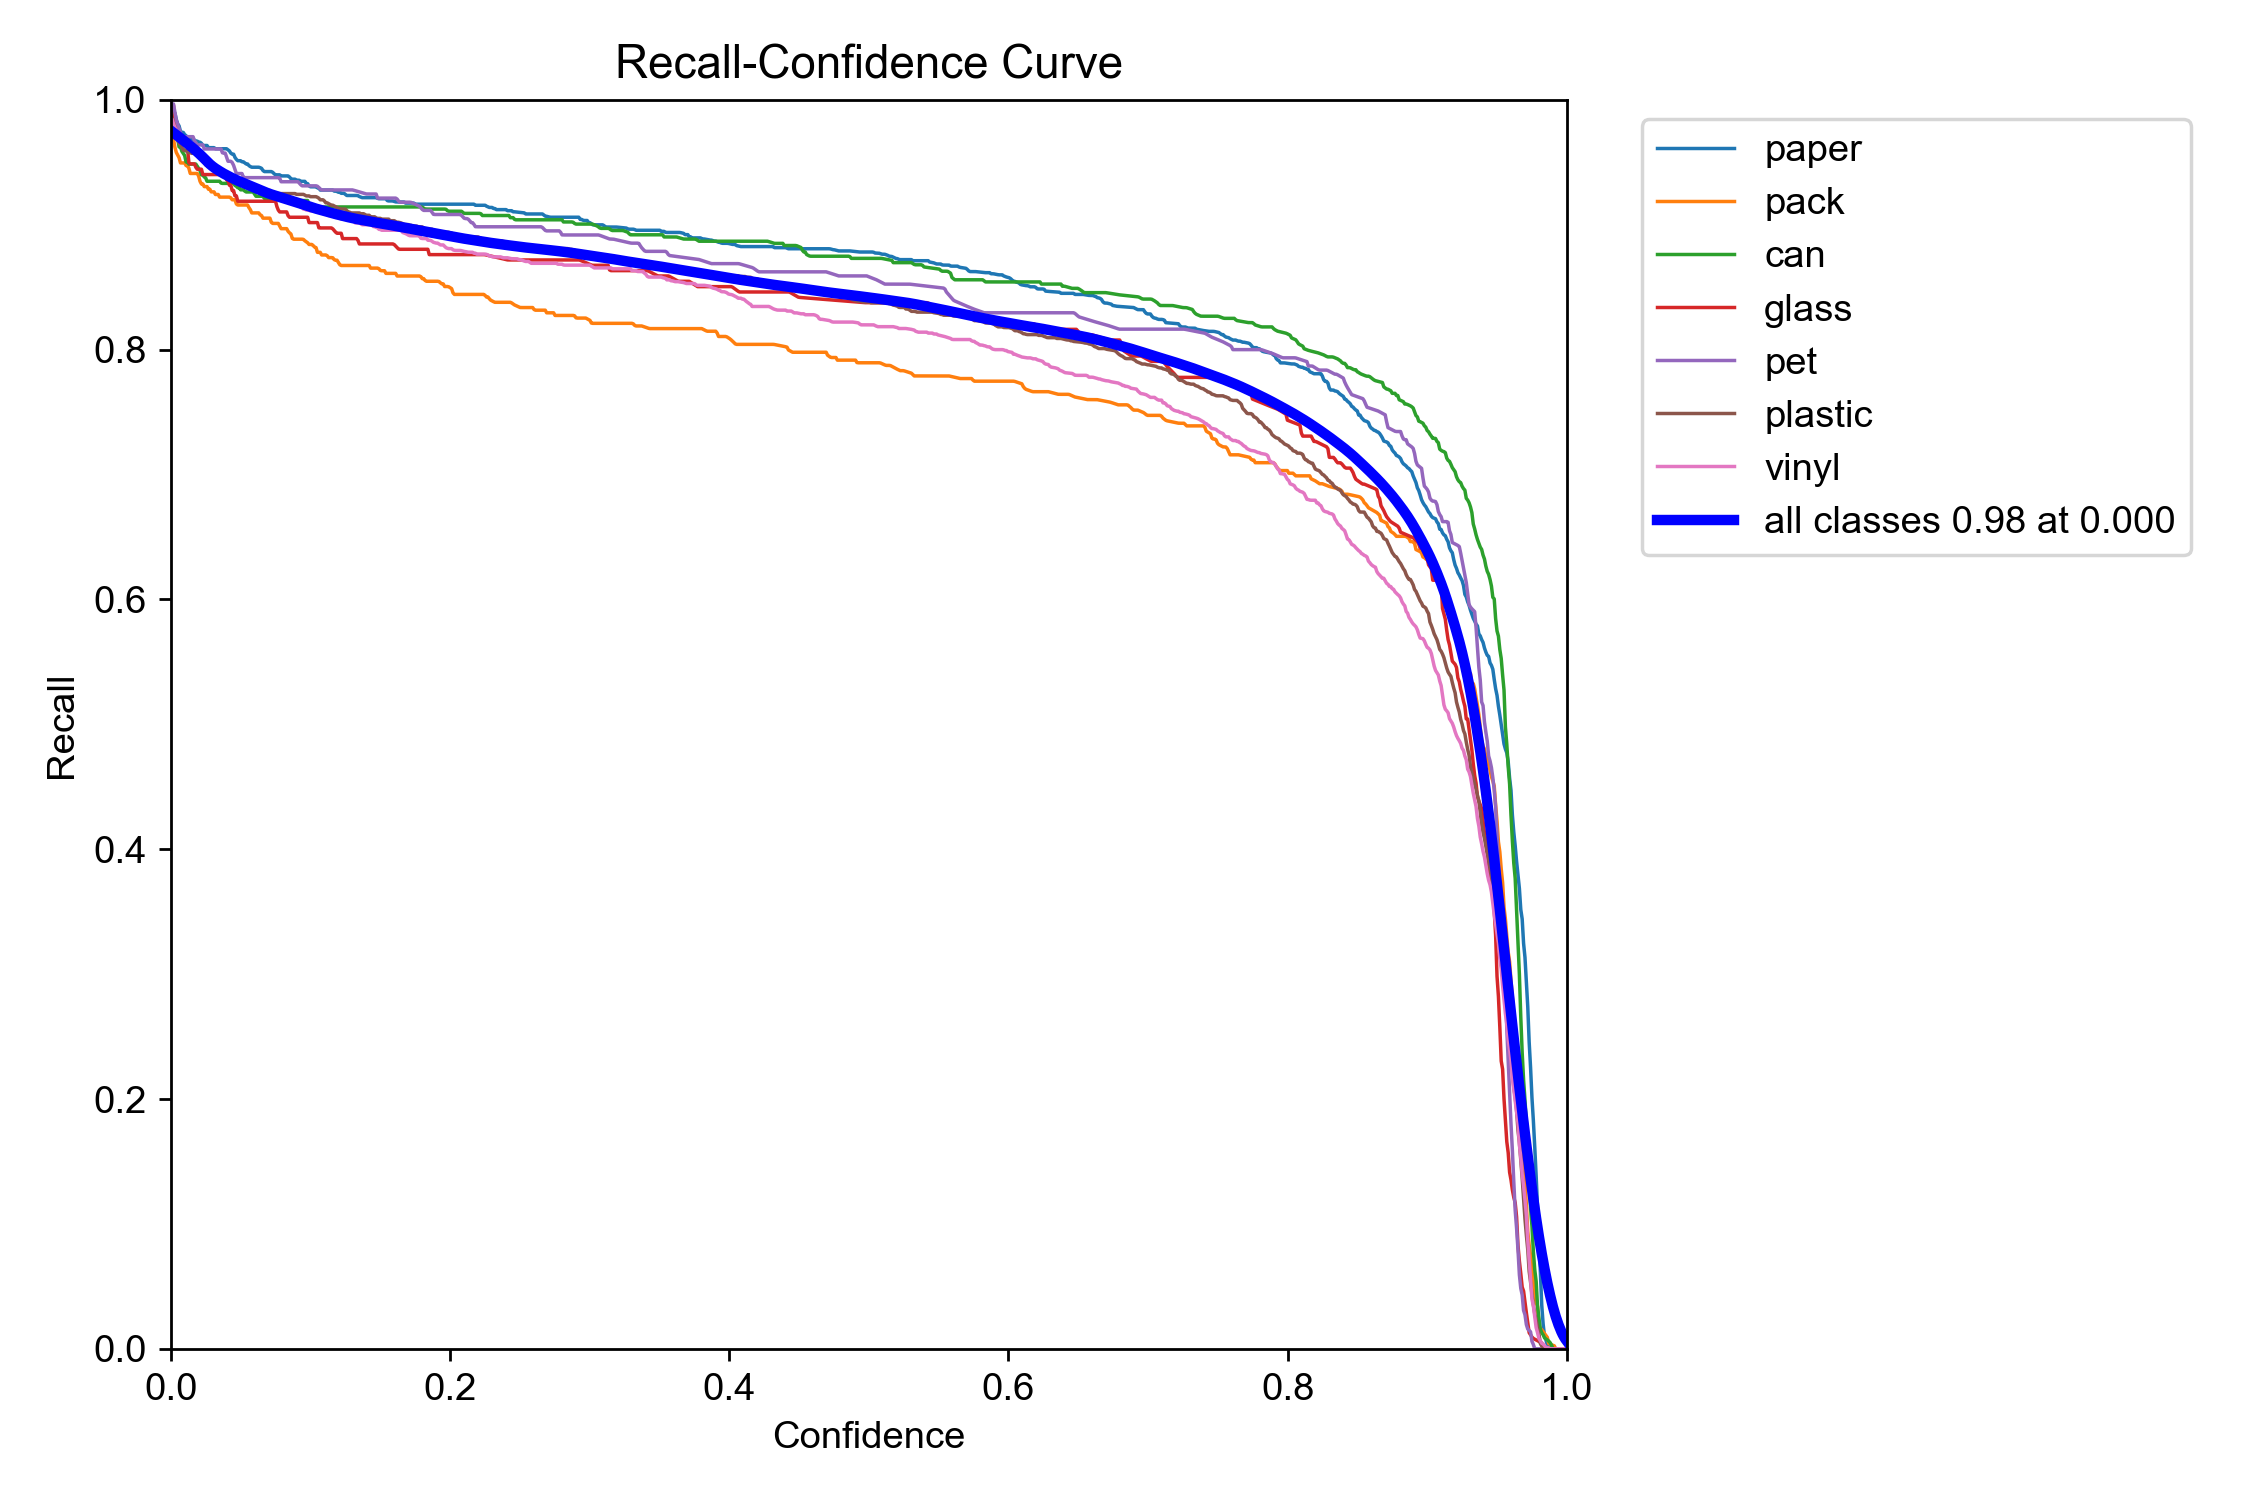 Recall-Confidence Curve
1.0
0.8
0.6
0.4
0.2
0.0
Recall
0.0 0.2 0.4 0.6 0.8 1.0
Confidence
paper
pack
can
glass
pet
plastic
vinyl
all classes 0.98 at 0.000